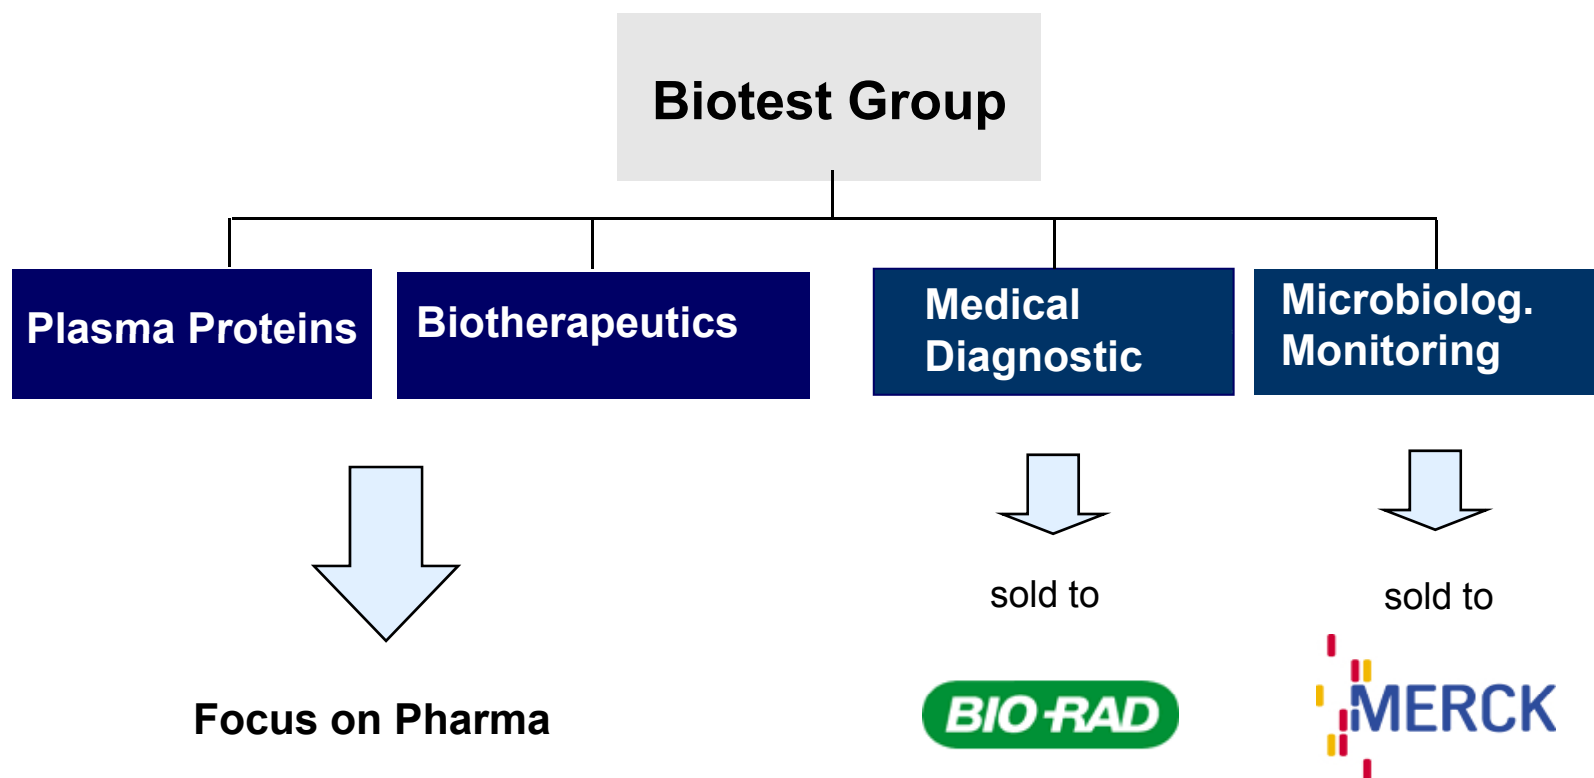 Biotest Group
Plasma Proteins
Biotherapeutics
Medical
Diagnostic
Microbiolog.
Monitoring
Focus on Pharma
sold to
BIO-RAD
sold to
MERCK